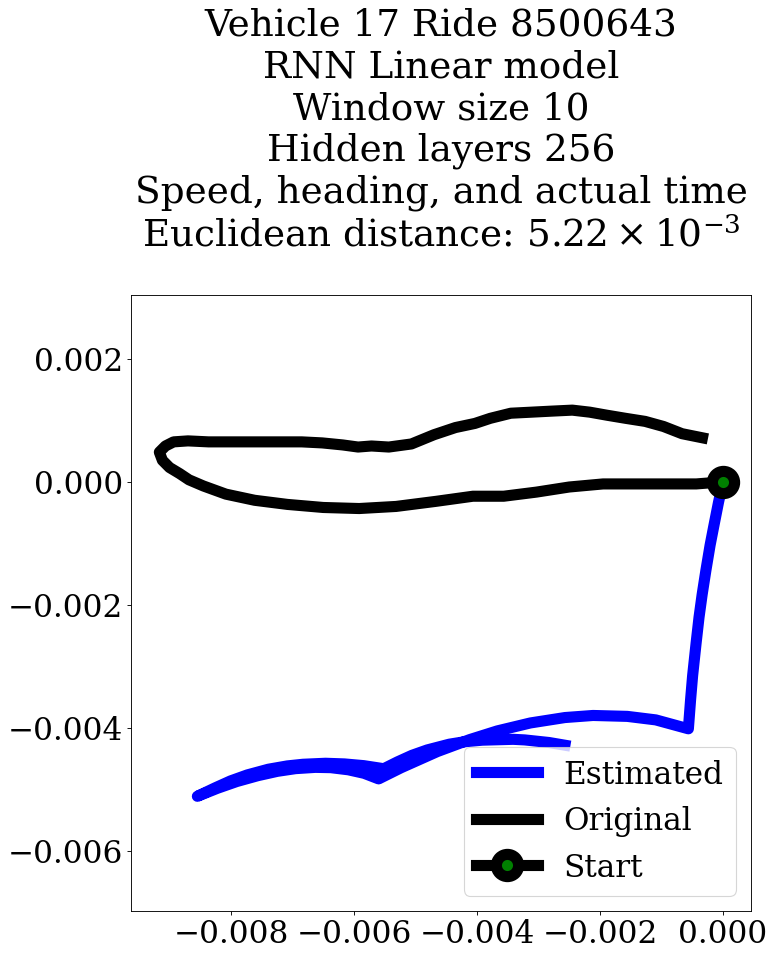 Vehicle 17 Ride 8500643
RNN Linear model
Window size 10
Hidden layers 256
Speed, heading, and actual time
Euclidean distance: 5.22 × 10⁻³
0.002
0.000
−0.002
−0.004
−0.006
Estimated
Original
Start
−0.008 −0.006 −0.004 −0.002 0.000